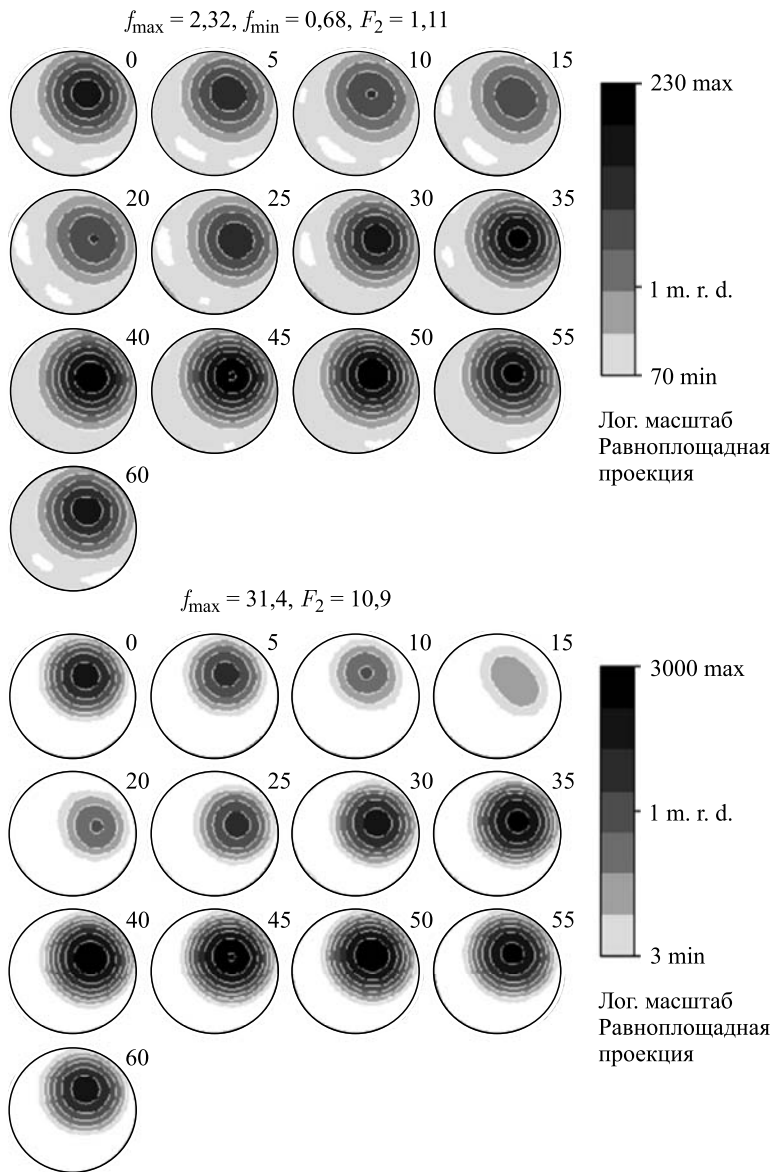 f_max = 2,32, f_min = 0,68, F_2 = 1,11
0 5 10 15
20 25 30 35
40 45 50 55
60
230 max
1 m. r. d.
70 min
Лог. масштаб
Равноплощадная
проекция
f_max = 31,4, F_2 = 10,9
0 5 10 15
20 25 30 35
40 45 50 55
60
3000 max
1 m. r. d.
3 min
Лог. масштаб
Равноплощадная
проекция